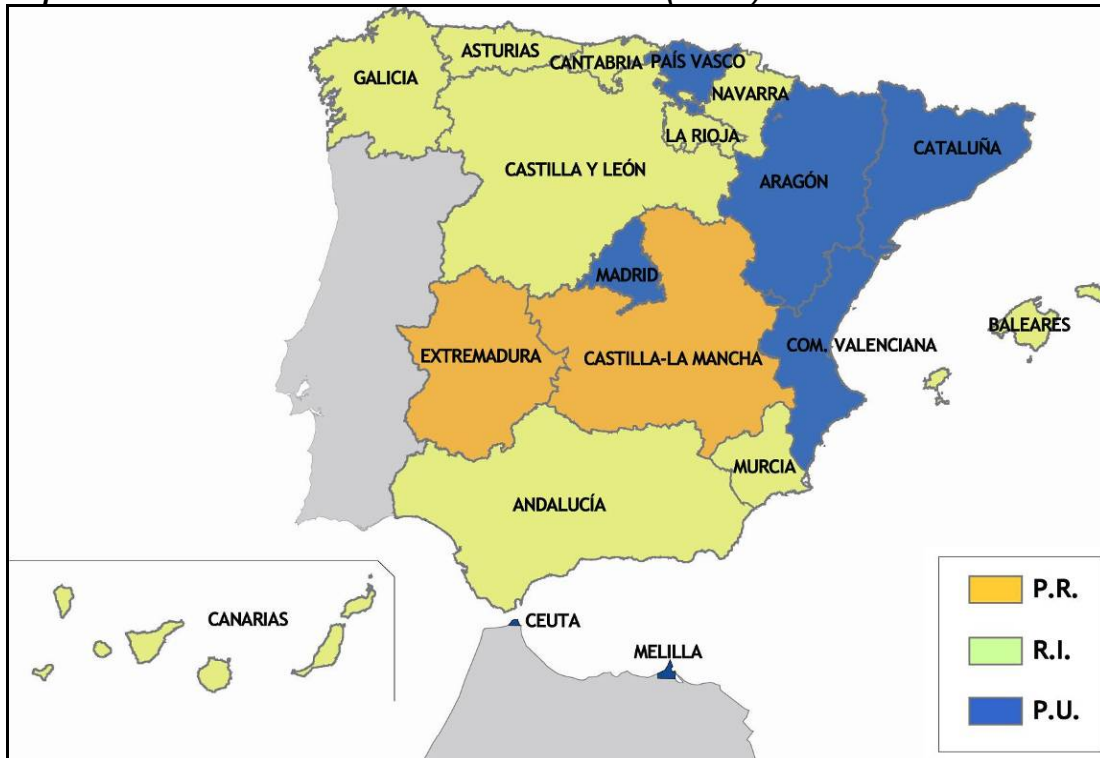 ASTURIAS
CANTABRIA
PAÍS VASCO
GALICIA
NAVARRA
LA RIOJA
CATALUÑA
CASTILLA Y LEÓN
ARAGÓN
MADRID
BALEARES
COM. VALENCIANA
EXTREMADURA
CASTILLA-LA MANCHA
MURCIA
ANDALUCÍA
CANARIAS
CEUTA
MELILLA
P.R.
R.I.
P.U.